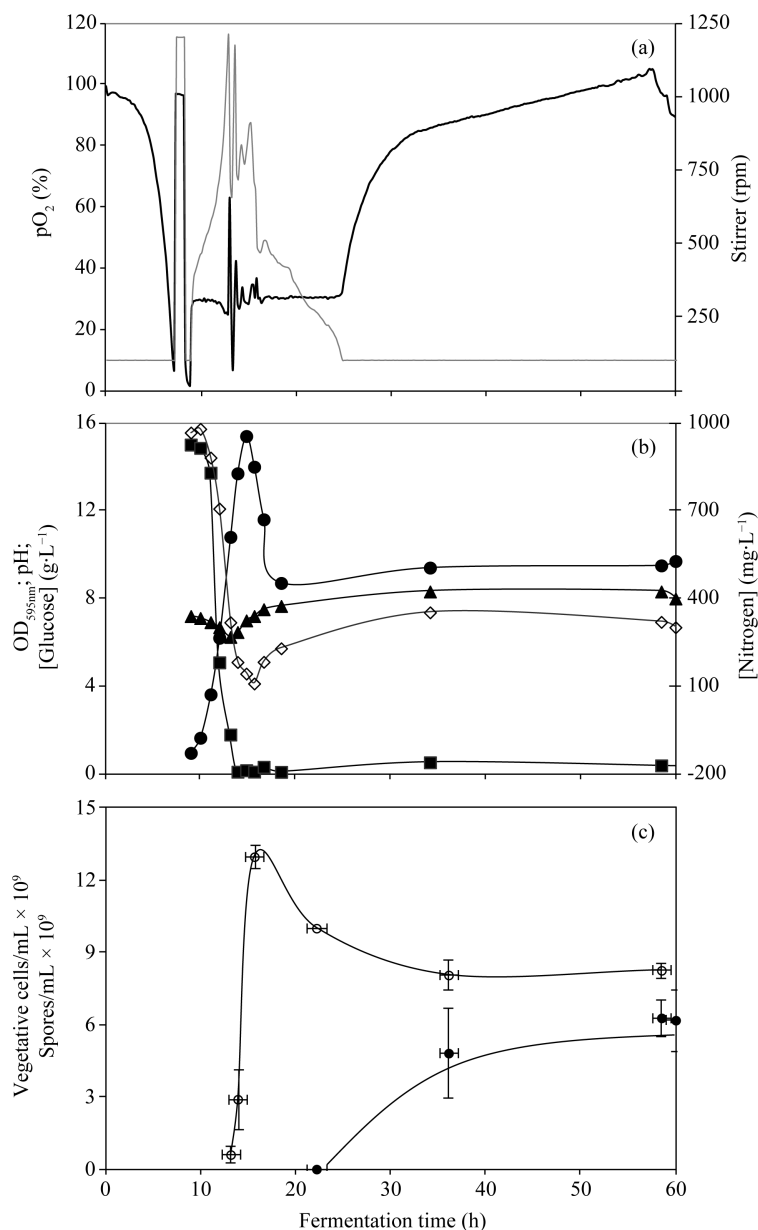 120
100
80
60
40
20
0
pO₂ (%)
1250
1000
750
500
250
Stirrer (rpm)
(a)
16
12
8
4
0
OD₅₉₅ₙₘ; pH;
[Glucose] (g·L⁻¹)
1000
700
400
100
-200
[Nitrogen] (mg·L⁻¹)
(b)
15
12
9
6
3
0
Vegetative cells/mL × 10⁹
Spores/mL × 10⁹
(c)
0 10 20 30 40 50 60
Fermentation time (h)